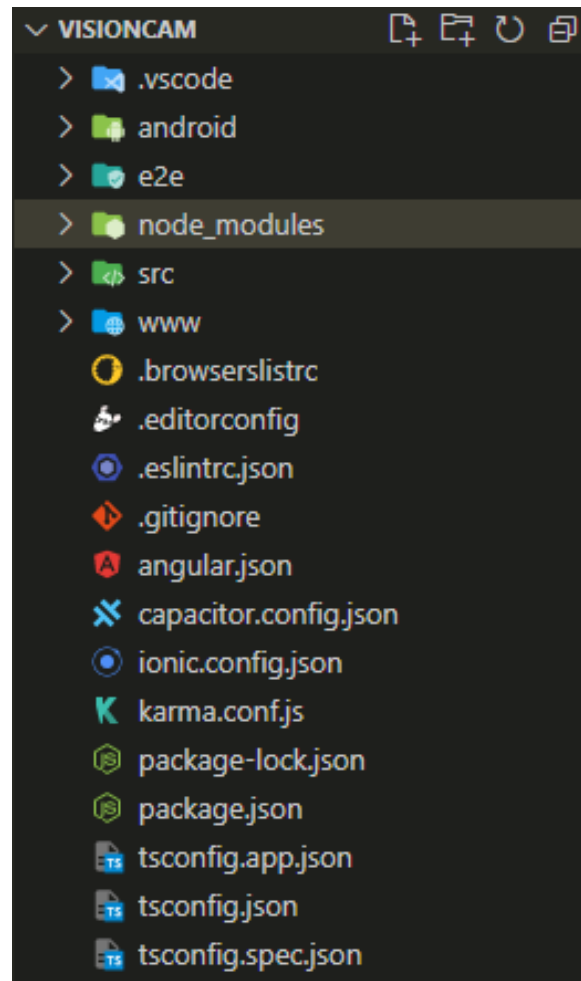 VISIONCAM
.vscode
android
e2e
node_modules
src
www
.browserslistrc
.editorconfig
.eslintrc.json
.gitignore
angular.json
capacitor.config.json
ionic.config.json
karma.conf.js
package-lock.json
package.json
tsconfig.app.json
tsconfig.json
tsconfig.spec.json